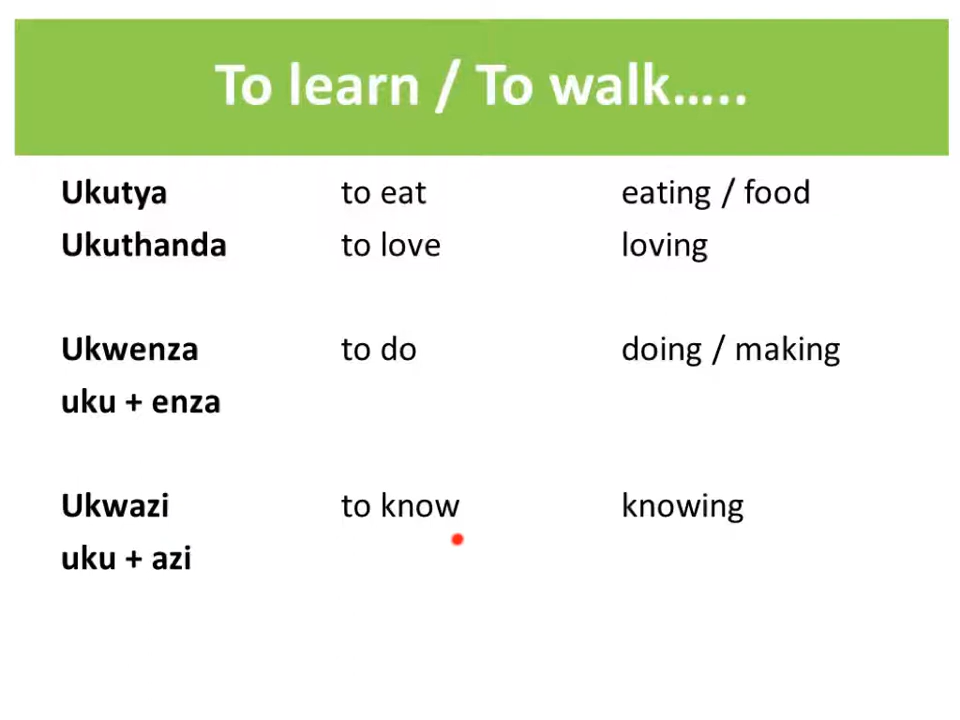 To learn / To walk.....
Ukutya to eat eating / food
Ukuthanda to love loving
Ukwenza to do doing / making
uku + enza
Ukwazi to know knowing
uku + azi